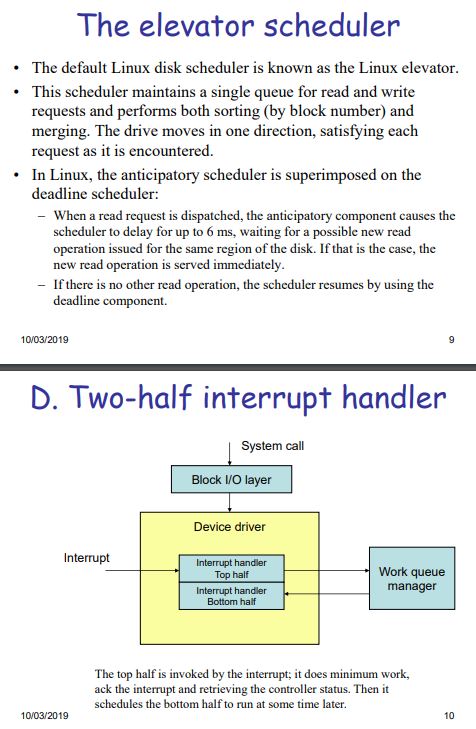 The elevator scheduler
• The default Linux disk scheduler is known as the Linux elevator.
• This scheduler maintains a single queue for read and write
requests and performs both sorting (by block number) and
merging. The drive moves in one direction, satisfying each
request as it is encountered.
• In Linux, the anticipatory scheduler is superimposed on the
deadline scheduler:
– When a read request is dispatched, the anticipatory component causes the
scheduler to delay for up to 6 ms, waiting for a possible new read
operation issued for the same region of the disk. If that is the case, the
new read operation is served immediately.
– If there is no other read operation, the scheduler resumes by using the
deadline component.
10/03/2019
9
D. Two-half interrupt handler
System call
Block I/O layer
Device driver
Interrupt
Interrupt handler
Top half
Interrupt handler
Bottom half
Work queue
manager
The top half is invoked by the interrupt; it does minimum work,
ack the interrupt and retrieving the controller status. Then it
schedules the bottom half to run at some time later.
10/03/2019
10